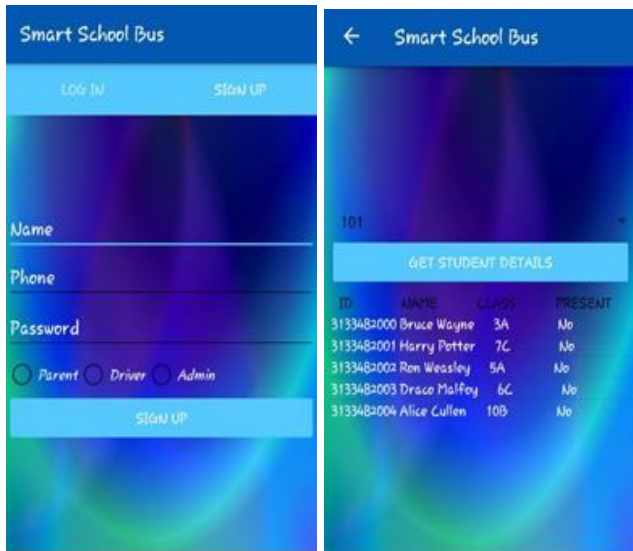 Smart School Bus
LOG IN SIGN UP
Name
Phone
Password
Parent Driver Admin
SIGN UP
Smart School Bus
101
GET STUDENT DETAILS
ID NAME CLASS PRESENT
3133482000 Bruce Wayne 3A No
3133482001 Harry Potter 7C No
3133482002 Ron Weasley 5A No
3133482003 Draco Malfoy 6C No
3133482004 Alice Cullen 10B No